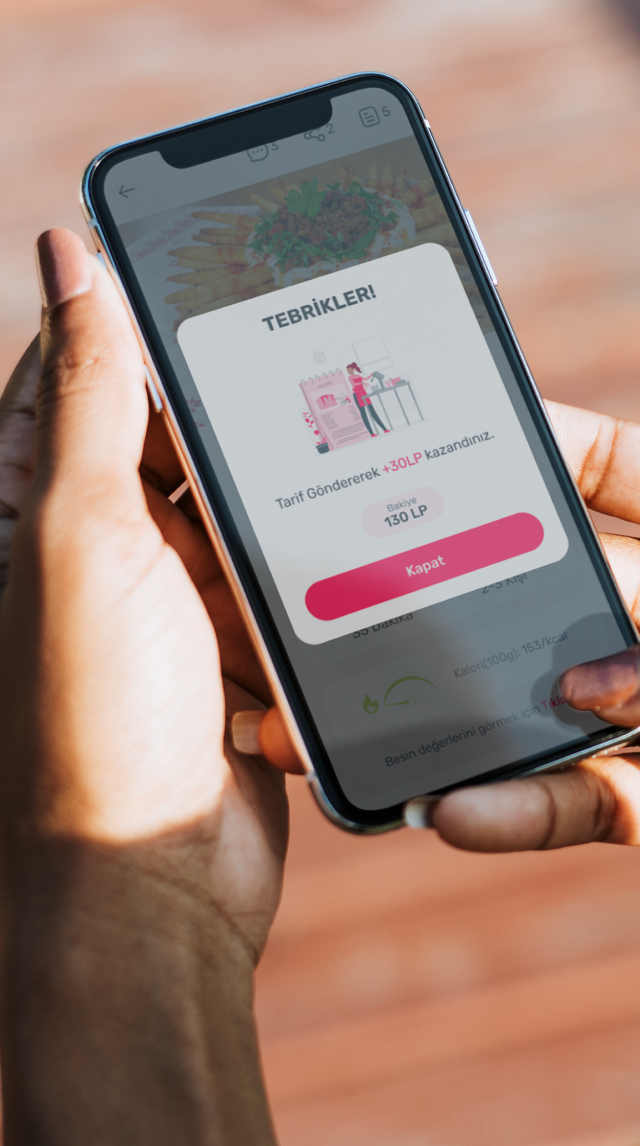 3
2
5
TEBRİKLER!
Tarif Göndererek +30LP kazandınız.
Bakiye
130 LP
Kapat
35 Dakika
2-3 Kişi
Kalori(100g): 153/kcal
Besin değerlerini görmek için